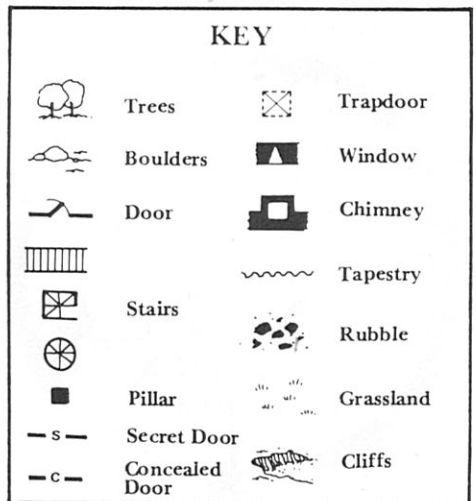 KEY
Trees
Boulders
Door
Stairs
Pillar
S
Secret Door
C
Concealed
Door
Trapdoor
Window
Chimney
Tapestry
Rubble
Grassland
Cliffs